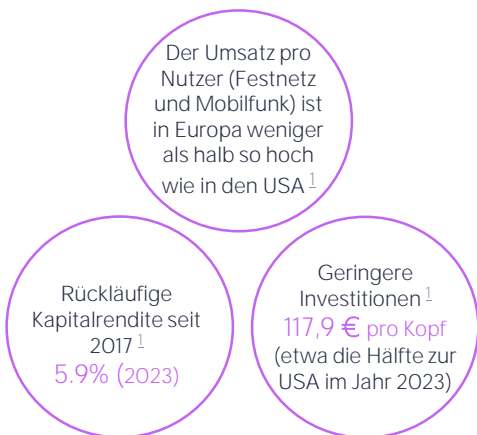 Der Umsatz pro
Nutzer (Festnetz
und Mobilfunk) ist
in Europa weniger
als halb so hoch
wie in den USA 1
Rückläufige
Kapitalrendite seit
2017 1
5.9% (2023)
Geringere
Investitionen 1
117,9 € pro Kopf
(etwa die Hälfte zur
USA im Jahr 2023)